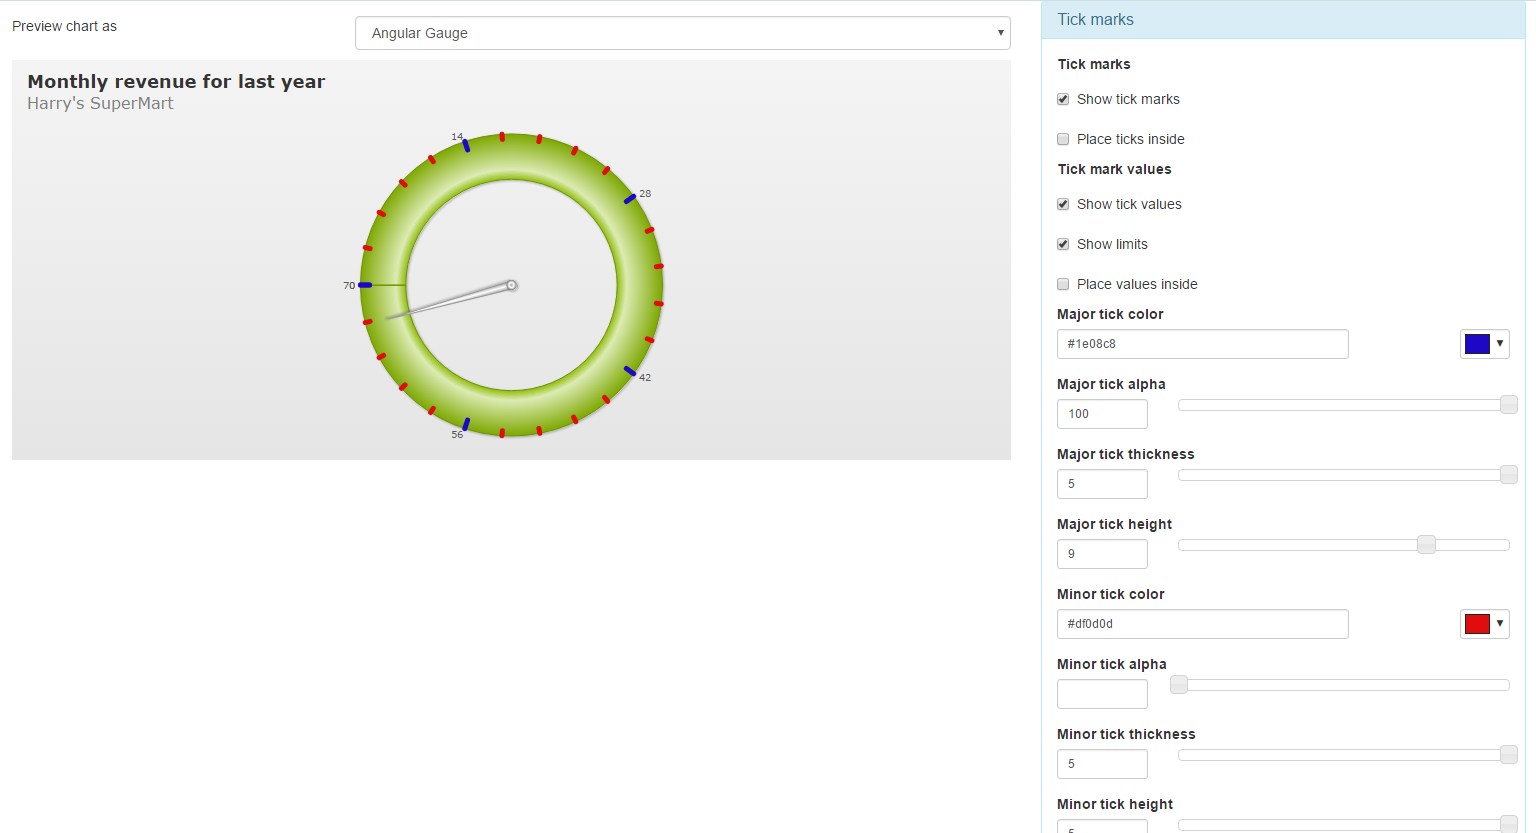 Preview chart as
Angular Gauge
Monthly revenue for last year
Harry's SuperMart
14
28
70
42
56
Tick marks
Tick marks
Show tick marks
Place ticks inside
Tick mark values
Show tick values
Show limits
Place values inside
Major tick color
#1e08c8
Major tick alpha
100
Major tick thickness
5
Major tick height
9
Minor tick color
#df0d0d
Minor tick alpha
Minor tick thickness
5
Minor tick height
5